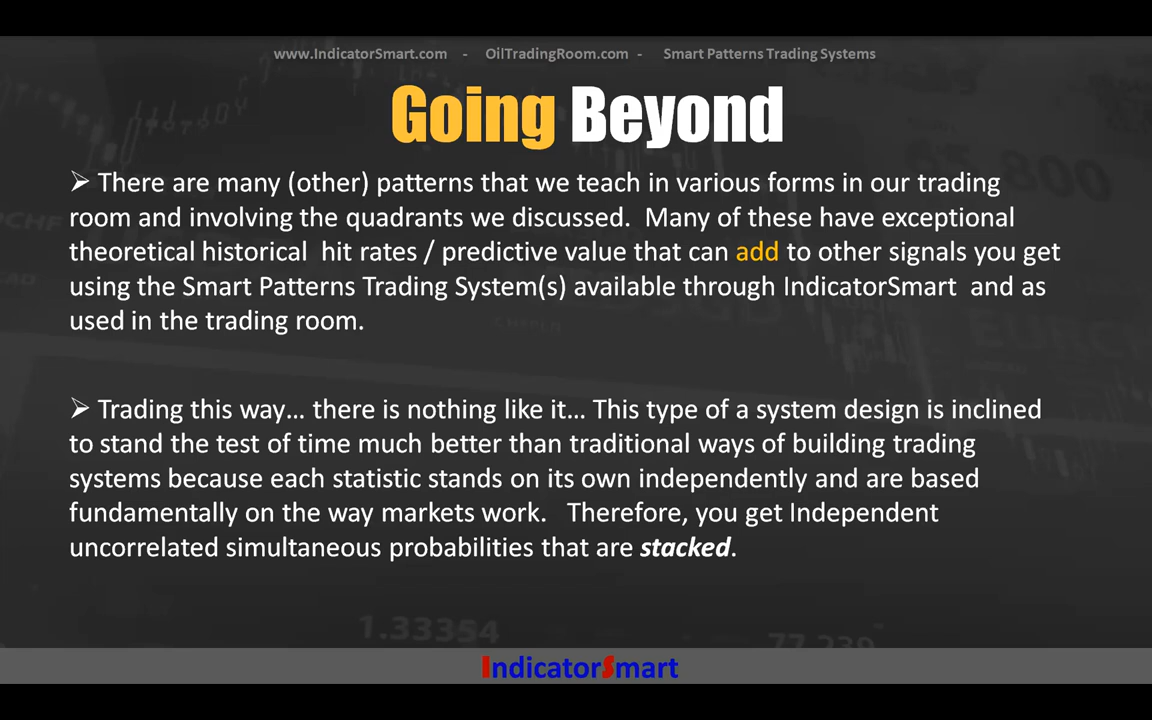 www.IndicatorSmart.com - OilTradingRoom.com - Smart Patterns Trading Systems
Going Beyond
➢ There are many (other) patterns that we teach in various forms in our trading
room and involving the quadrants we discussed. Many of these have exceptional
theoretical historical hit rates / predictive value that can add to other signals you get
using the Smart Patterns Trading System(s) available through IndicatorSmart and as
used in the trading room.
➢ Trading this way… there is nothing like it… This type of a system design is inclined
to stand the test of time much better than traditional ways of building trading
systems because each statistic stands on its own independently and are based
fundamentally on the way markets work. Therefore, you get Independent
uncorrelated simultaneous probabilities that are stacked.
1.33354
77.239
IndicatorSmart